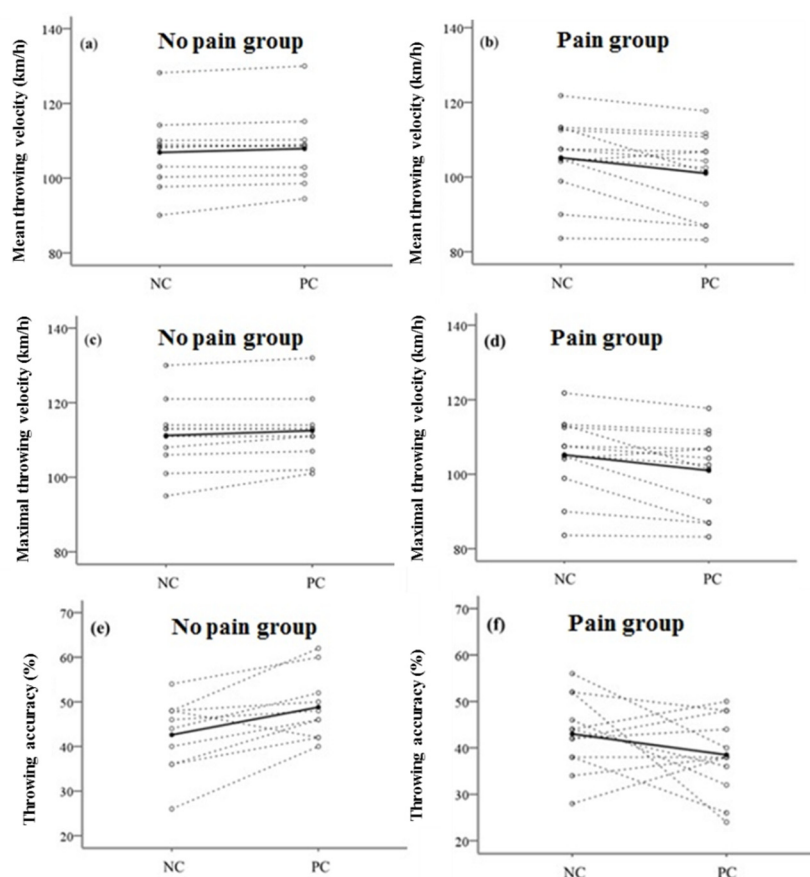 (a) No pain group
Mean throwing velocity (km/h)
140
120
100
80
NC PC
(b) Pain group
Mean throwing velocity (km/h)
140
120
100
80
NC PC
(c) No pain group
Maximal throwing velocity (km/h)
140
120
100
80
NC PC
(d) Pain group
Maximal throwing velocity (km/h)
140
120
100
80
NC PC
(e) No pain group
Throwing accuracy (%)
70
60
50
40
30
20
NC PC
(f) Pain group
Throwing accuracy (%)
70
60
50
40
30
20
NC PC